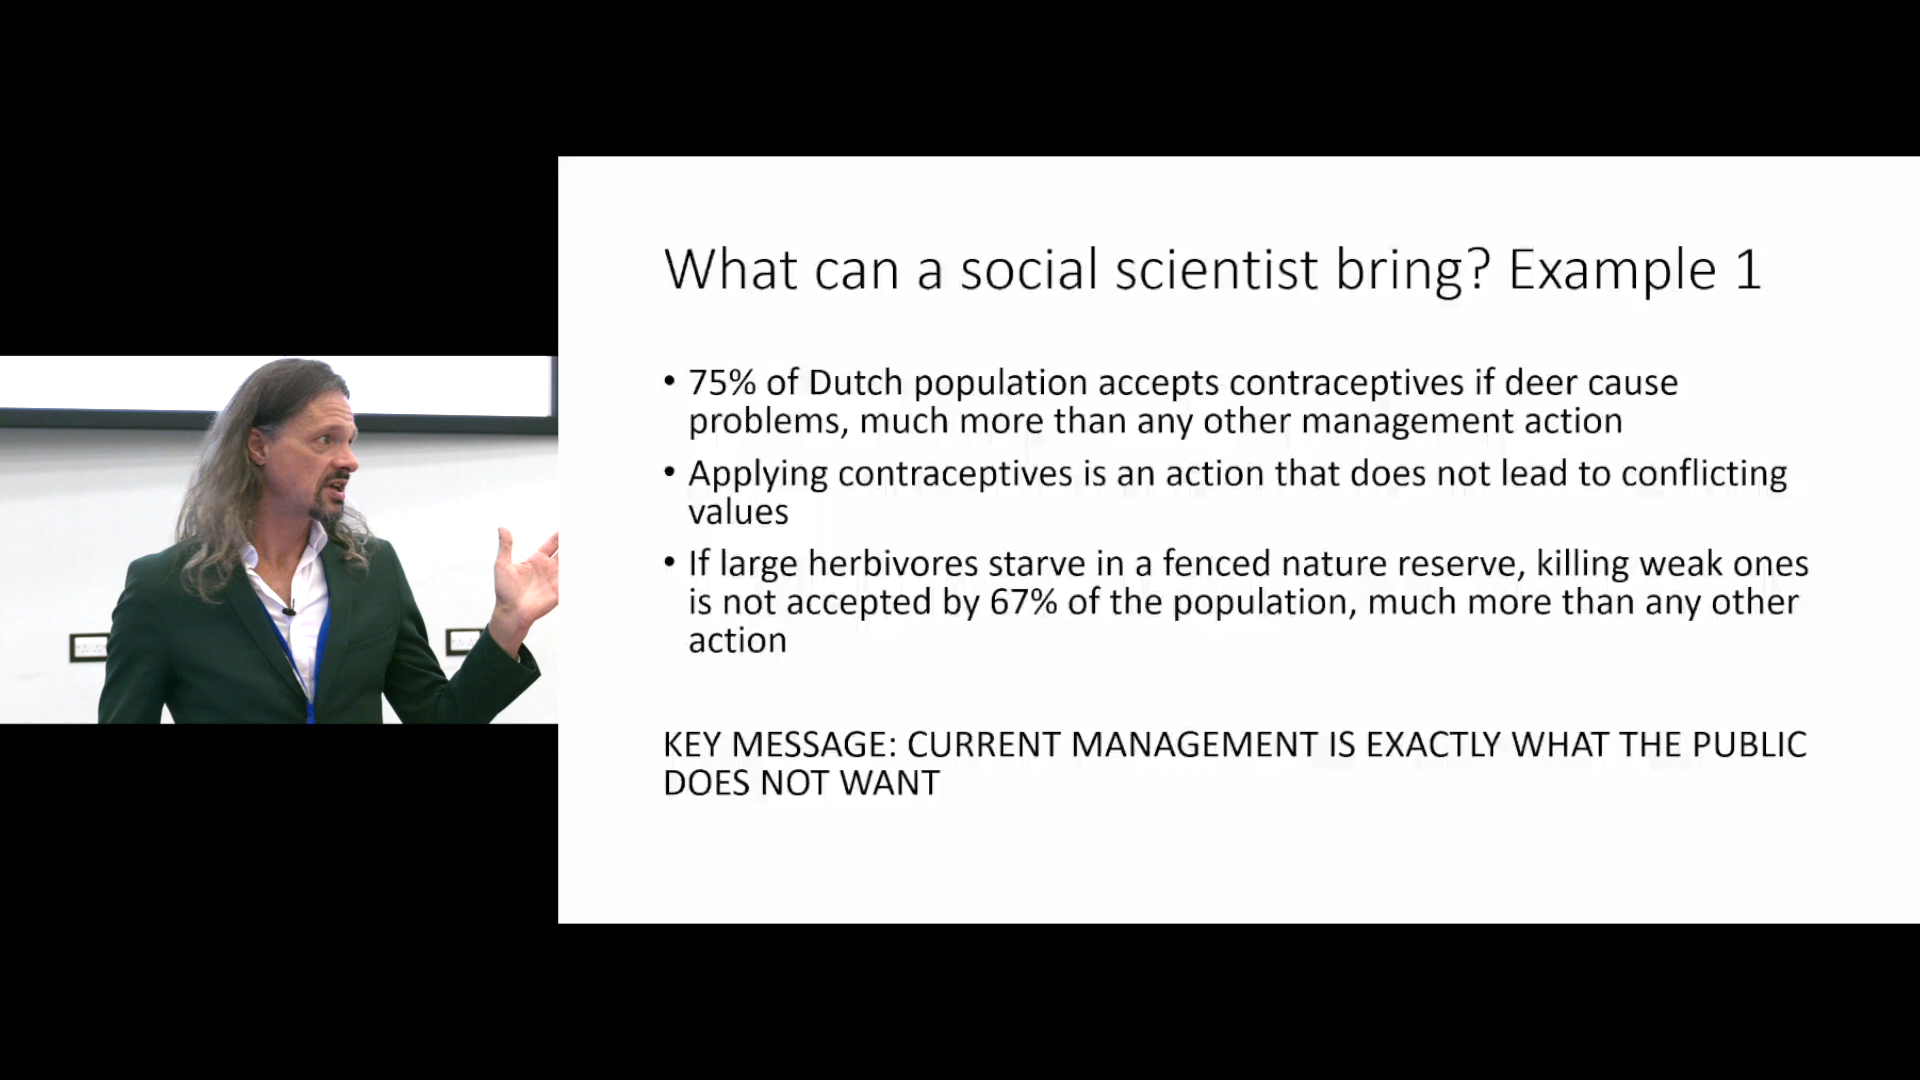 What can a social scientist bring? Example 1
• 75% of Dutch population accepts contraceptives if deer cause
problems, much more than any other management action
• Applying contraceptives is an action that does not lead to conflicting
values
• If large herbivores starve in a fenced nature reserve, killing weak ones
is not accepted by 67% of the population, much more than any other
action
KEY MESSAGE: CURRENT MANAGEMENT IS EXACTLY WHAT THE PUBLIC
DOES NOT WANT